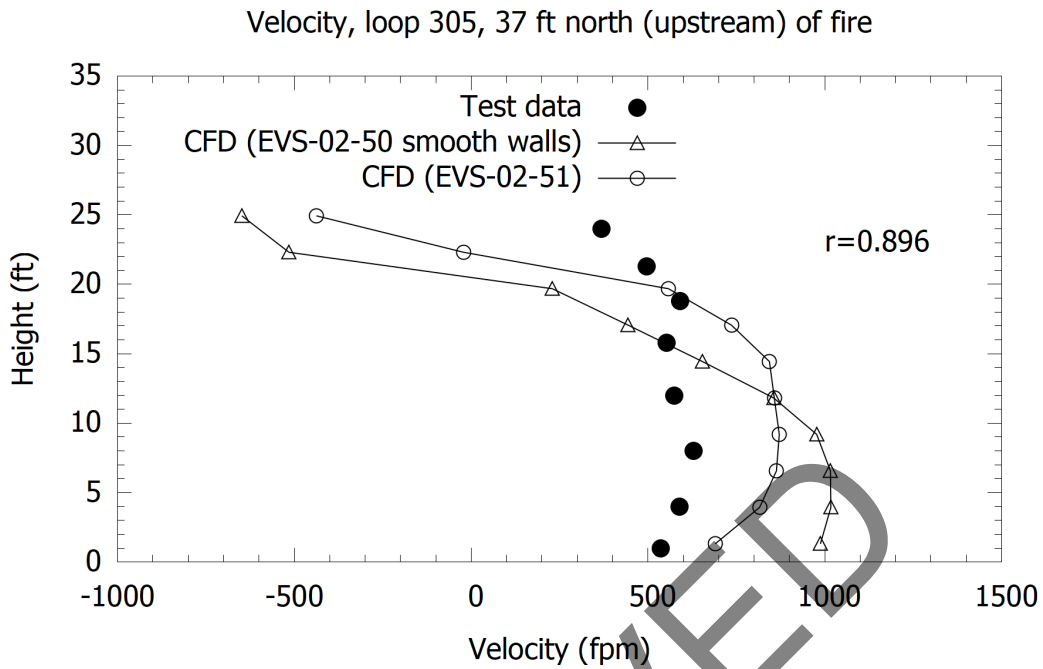 Velocity, loop 305, 37 ft north (upstream) of fire
35
30
25
20
15
10
5
0
Height (ft)
Test data
CFD (EVS-02-50 smooth walls)
CFD (EVS-02-51)
r=0.896
-1000 -500 0 500 1000 1500
Velocity (fpm)